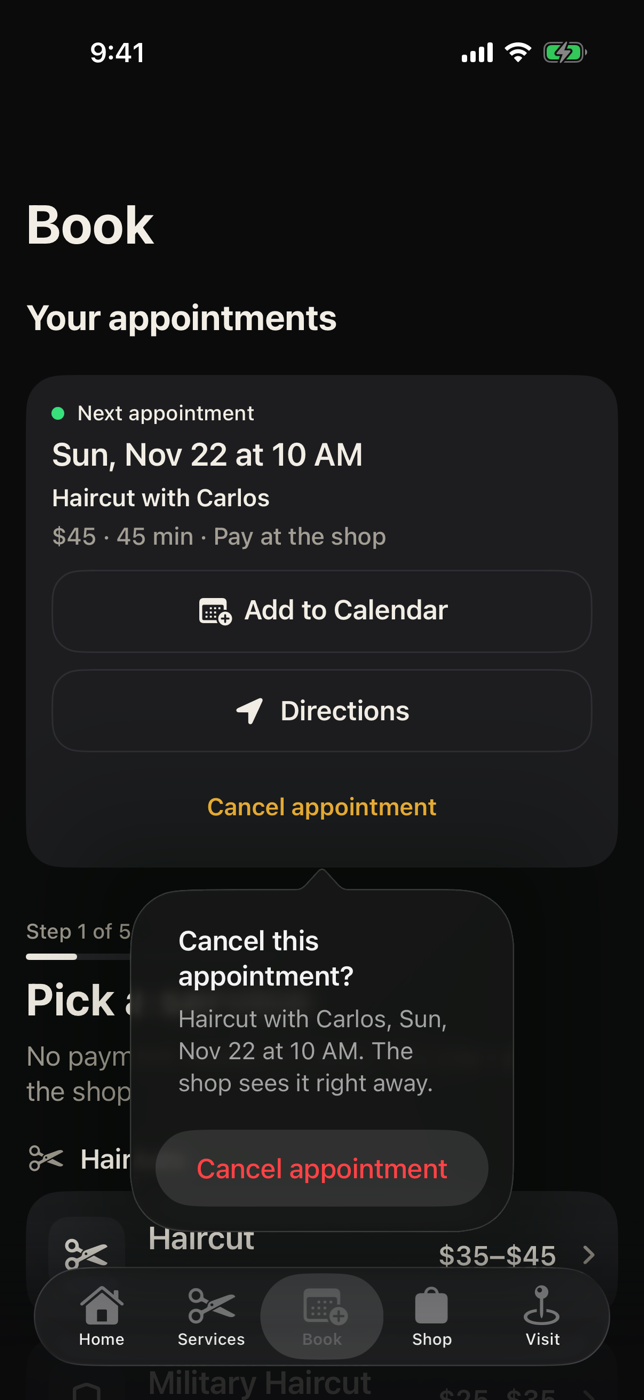 9:41
Book
Your appointments
Next appointment
Sun, Nov 22 at 10 AM
Haircut with Carlos
$45 · 45 min · Pay at the shop
Add to Calendar
Directions
Cancel appointment
Cancel this
appointment?
Haircut with Carlos, Sun,
Nov 22 at 10 AM. The
shop sees it right away.
Cancel appointment
Step 1 of 5
Pick
No
the shop
Haircut
$35–$45
Home
Services
Book
Shop
Visit
Military Haircut
$25–$35